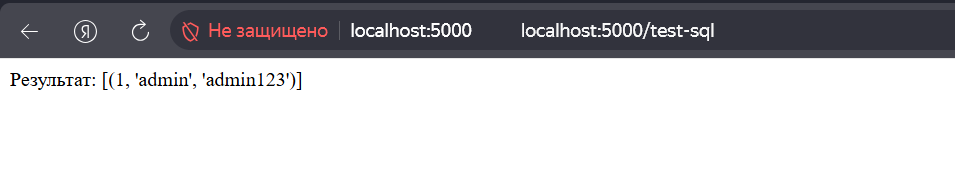 Не защищено localhost:5000 localhost:5000/test-sql
Результат: [(1, 'admin', 'admin123')]